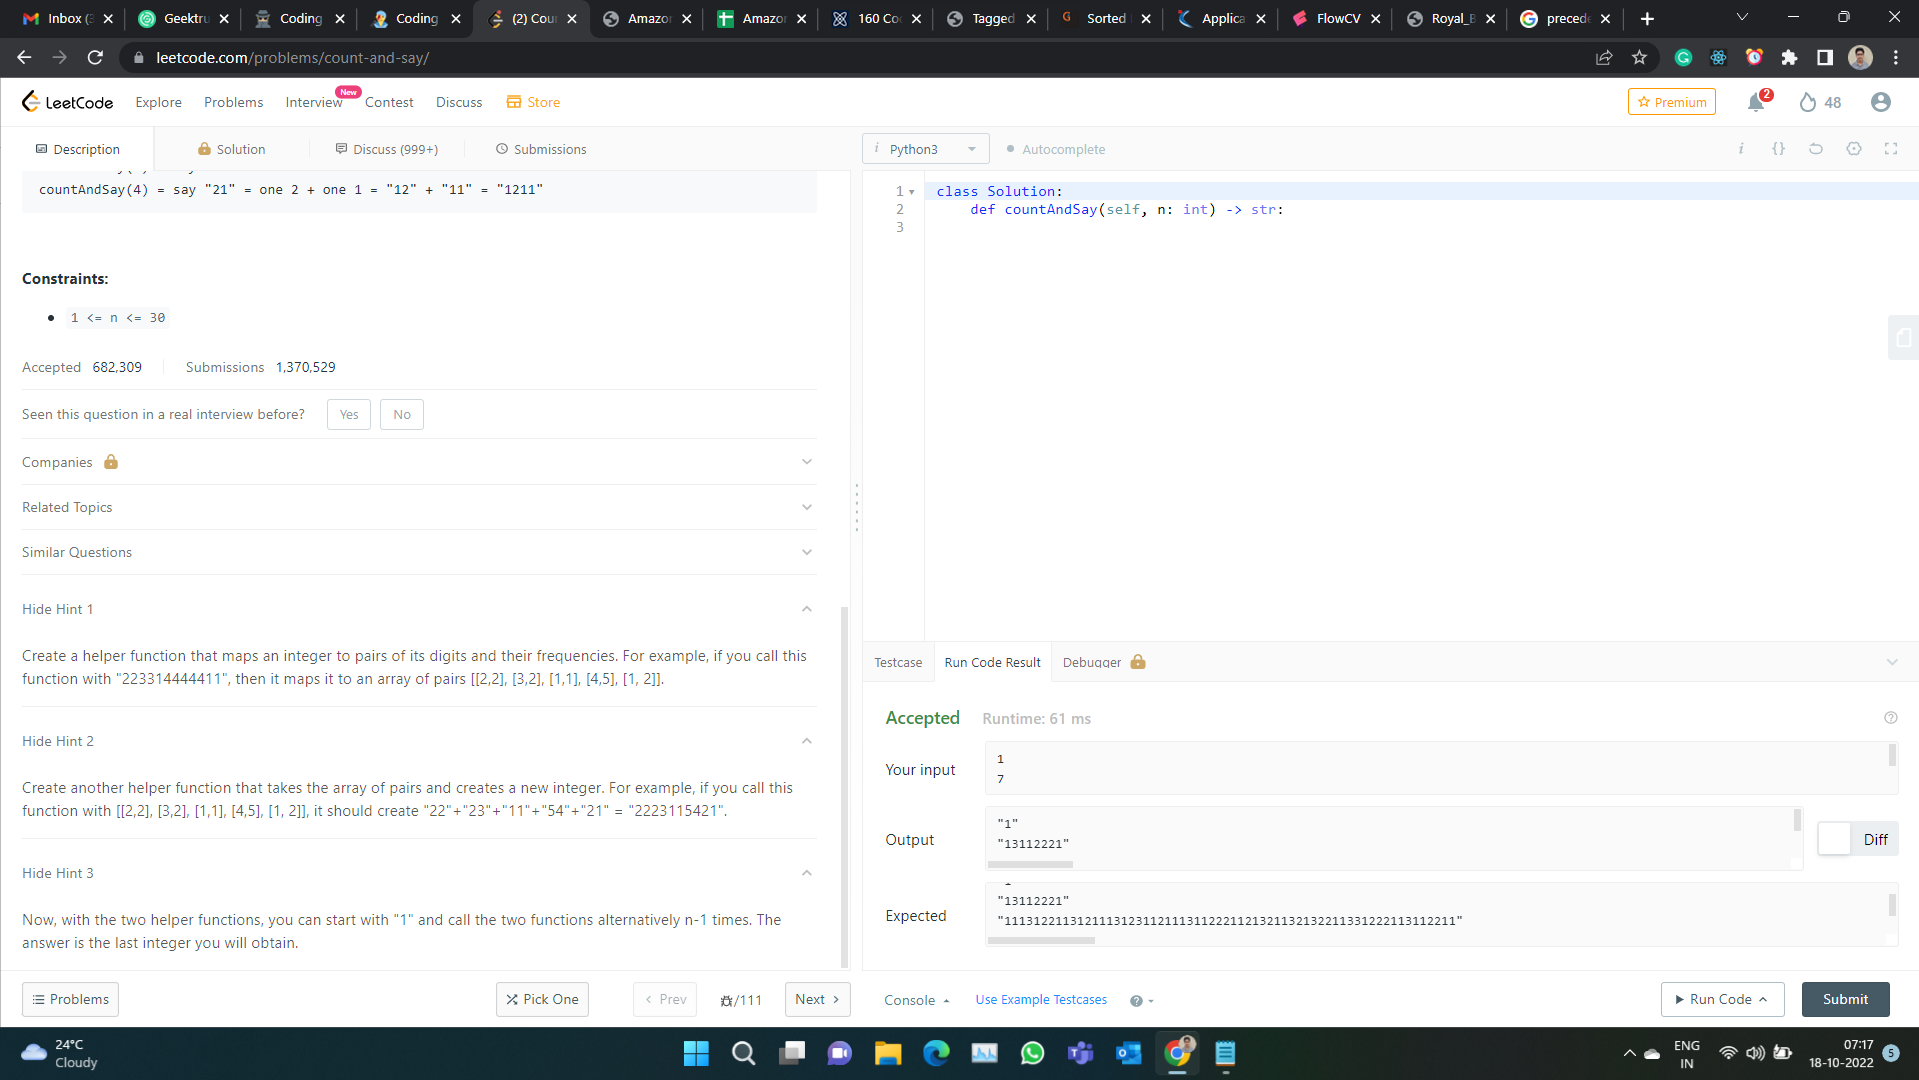 Inbox (3
Geektru
Coding
Coding
(2) Cou
Amazon
Amazon
160 Co
Tagged
Sorted
Applica
FlowCV
Royal_B
precede
leetcode.com/problems/count-and-say/
LeetCode
Explore
Problems
Interview
New
Contest
Discuss
Store
Premium
2
48
Description
Solution
Discuss (999+)
Submissions
i Python3
Autocomplete
countAndSay(4) = say "21" = one 2 + one 1 = "12" + "11" = "1211"
Constraints:
1 <= n <= 30
Accepted 682,309
Submissions 1,370,529
Seen this question in a real interview before?
Yes
No
Companies
Related Topics
Similar Questions
Hide Hint 1
Create a helper function that maps an integer to pairs of its digits and their frequencies. For example, if you call this
function with "223314444411", then it maps it to an array of pairs [[2,2], [3,2], [1,1], [4,5], [1, 2]].
Hide Hint 2
Create another helper function that takes the array of pairs and creates a new integer. For example, if you call this
function with [[2,2], [3,2], [1,1], [4,5], [1, 2]], it should create "22"+"23"+"11"+"54"+"21" = "2223115421".
Hide Hint 3
Now, with the two helper functions, you can start with "1" and call the two functions alternatively n-1 times. The
answer is the last integer you will obtain.
1 class Solution:
2 def countAndSay(self, n: int) -> str:
3
Testcase
Run Code Result
Debugger
Accepted
Runtime: 61 ms
Your input
1
7
Output
"1"
"13112221"
Diff
Expected
"13112221"
Problems
Pick One
Prev
/111
Next
Console
Use Example Testcases
Run Code
Submit
24°C
Cloudy
ENG
IN
07:17
18-10-2022
5